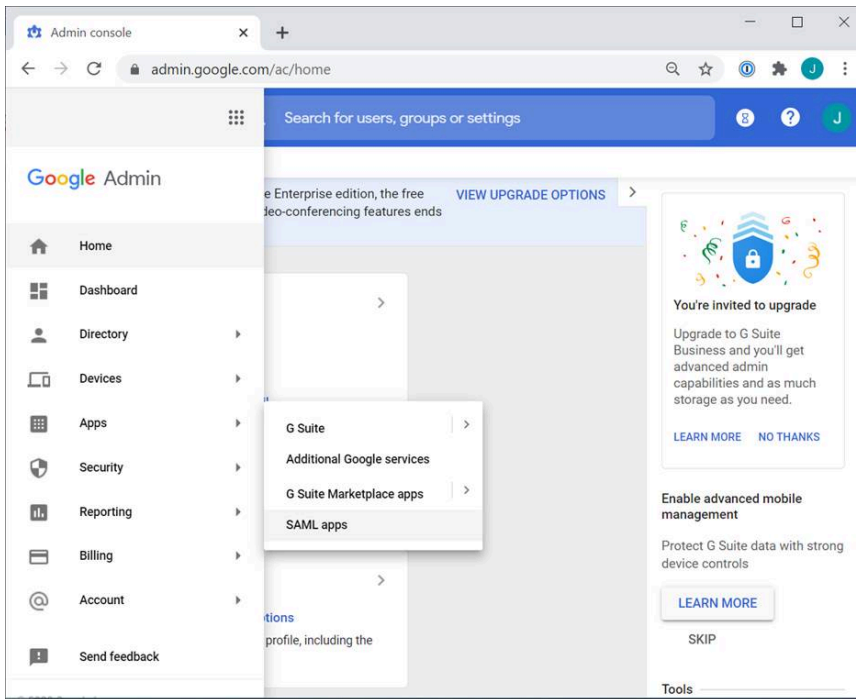 Admin console
admin.google.com/ac/home
J
Search for users, groups or settings
8
?
J
Google Admin
Home
Dashboard
Directory
Devices
Apps
Security
Reporting
Billing
Account
Send feedback
e Enterprise edition, the free
deo-conferencing features ends
VIEW UPGRADE OPTIONS
G Suite
Additional Google services
G Suite Marketplace apps
SAML apps
tions
profile, including the
You're invited to upgrade
Upgrade to G Suite
Business and you'll get
advanced admin
capabilities and as much
storage as you need.
LEARN MORE NO THANKS
Enable advanced mobile
management
Protect G Suite data with strong
device controls
LEARN MORE
SKIP
Tools